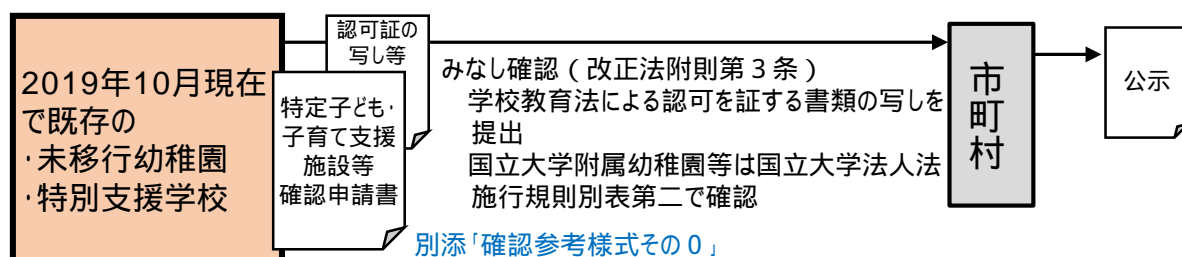 2019年10月現在
で既存の
・未移行幼稚園
・特別支援学校
認可証の
写し等
特定子ども・
子育て支援
施設等
確認申請書
みなし確認（改正法附則第３条）
学校教育法による認可を証する書類の写しを
提出
国立大学附属幼稚園等は国立大学法人法
施行規則別表第二で確認
別添「確認参考様式その０」
市町村
公示